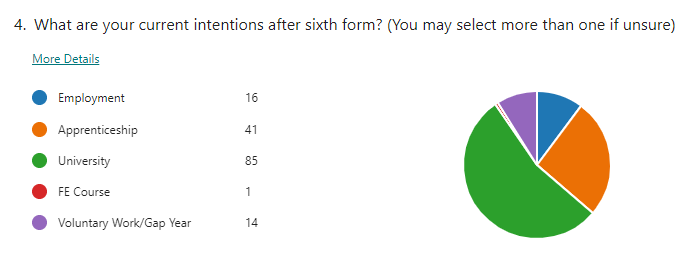 4. What are your current intentions after sixth form? (You may select more than one if unsure)
More Details
Employment 16
Apprenticeship 41
University 85
FE Course 1
Voluntary Work/Gap Year 14